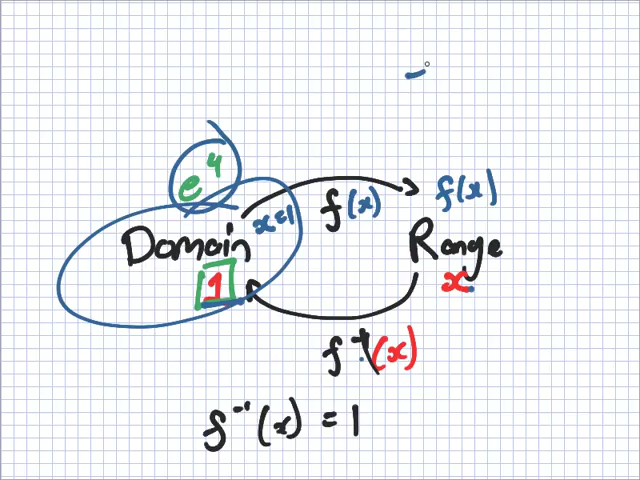 e⁴
f(x) f(x)
x=1
Domain Range
1 x
f⁻¹(x)
f⁻¹(x) = 1